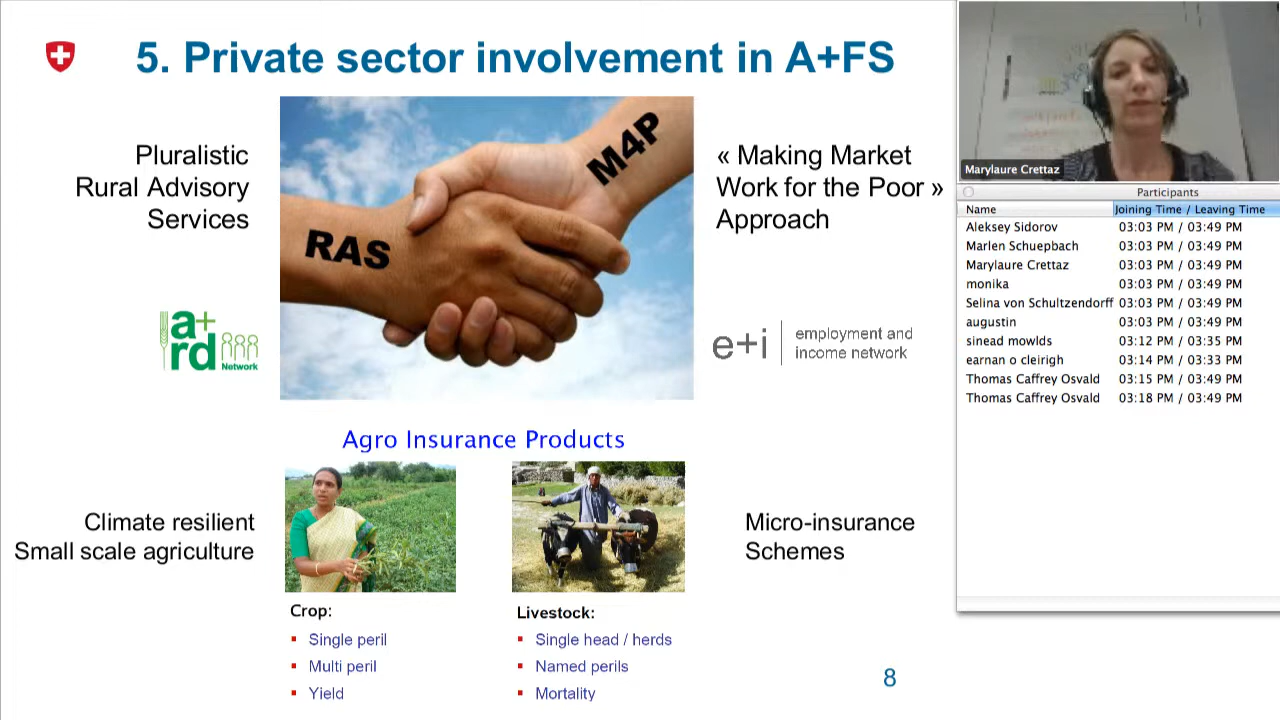 5. Private sector involvement in A+FS
Pluralistic
Rural Advisory
Services
RAS
M4P
« Making Market
Work for the Poor »
Approach
a+
rd
Network
e+i
employment and
income network
Agro Insurance Products
Climate resilient
Small scale agriculture
Micro-insurance
Schemes
Crop:
Single peril
Multi peril
Yield
Livestock:
Single head / herds
Named perils
Mortality
8
Marylaure Crettaz
Participants
Name Joining Time / Leaving Time
Aleksey Sidorov 03:03 PM / 03:49 PM
Marlen Schuepbach 03:03 PM / 03:49 PM
Marylaure Crettaz 03:03 PM / 03:49 PM
monika 03:03 PM / 03:49 PM
Selina von Schultzendorff 03:03 PM / 03:49 PM
augustin 03:03 PM / 03:49 PM
sinead mowlds 03:12 PM / 03:35 PM
earnan o cleirigh 03:14 PM / 03:33 PM
Thomas Caffrey Osvald 03:15 PM / 03:49 PM
Thomas Caffrey Osvald 03:18 PM / 03:49 PM